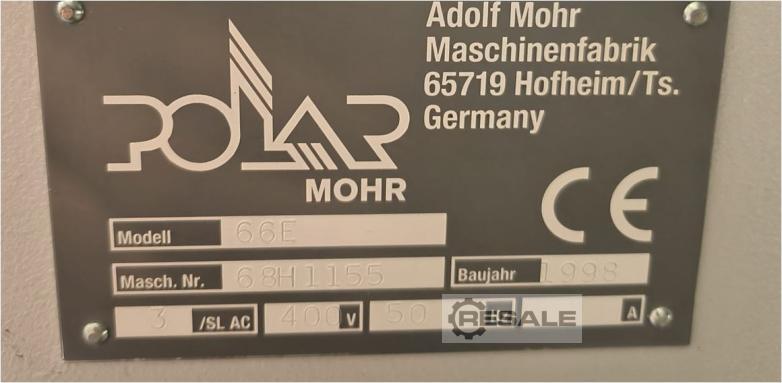 Adolf Mohr
Maschinenfabrik
65719 Hofheim/Ts.
Germany
POLAR
MOHR
CE
Modell 66E
Masch. Nr. 68H1155 Baujahr 1998
3 /SL AC 400 V 50 A
RESALE